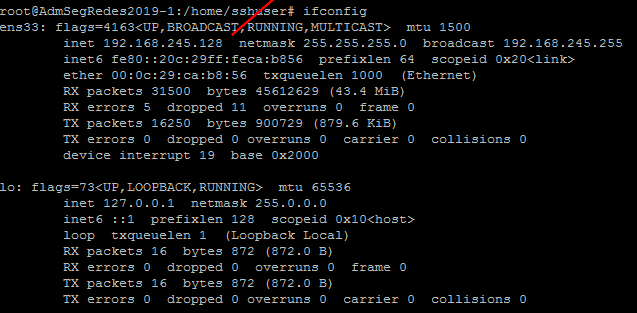 root@AdmSegRedes2019-1:/home/sshuser# ifconfig
ens33: flags=4163<UP,BROADCAST,RUNNING,MULTICAST>  mtu 1500
        inet 192.168.245.128  netmask 255.255.255.0  broadcast 192.168.245.255
        inet6 fe80::20c:29ff:feca:b856  prefixlen 64  scopeid 0x20<link>
        ether 00:0c:29:ca:b8:56  txqueuelen 1000  (Ethernet)
        RX packets 31500  bytes 45612629 (43.4 MiB)
        RX errors 5  dropped 11  overruns 0  frame 0
        TX packets 16250  bytes 900729 (879.6 KiB)
        TX errors 0  dropped 0 overruns 0  carrier 0  collisions 0
        device interrupt 19  base 0x2000
lo: flags=73<UP,LOOPBACK,RUNNING>  mtu 65536
        inet 127.0.0.1  netmask 255.0.0.0
        inet6 ::1  prefixlen 128  scopeid 0x10<host>
        loop  txqueuelen 1  (Loopback Local)
        RX packets 16  bytes 872 (872.0 B)
        RX errors 0  dropped 0  overruns 0  frame 0
        TX packets 16  bytes 872 (872.0 B)
        TX errors 0  dropped 0 overruns 0  carrier 0  collisions 0